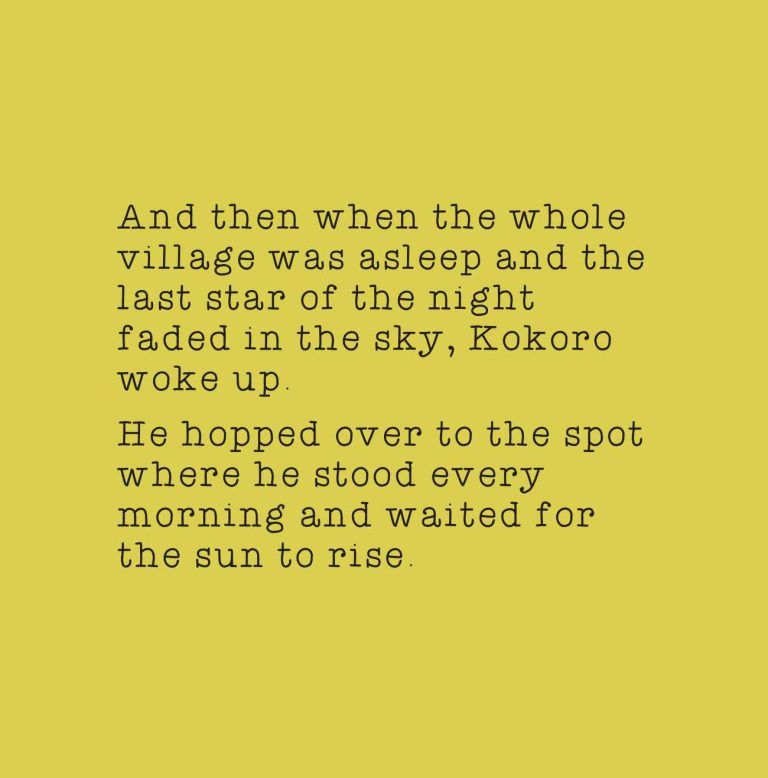 And then when the whole
village was asleep and the
last star of the night
faded in the sky, Kokoro
woke up.
He hopped over to the spot
where he stood every
morning and waited for
the sun to rise.